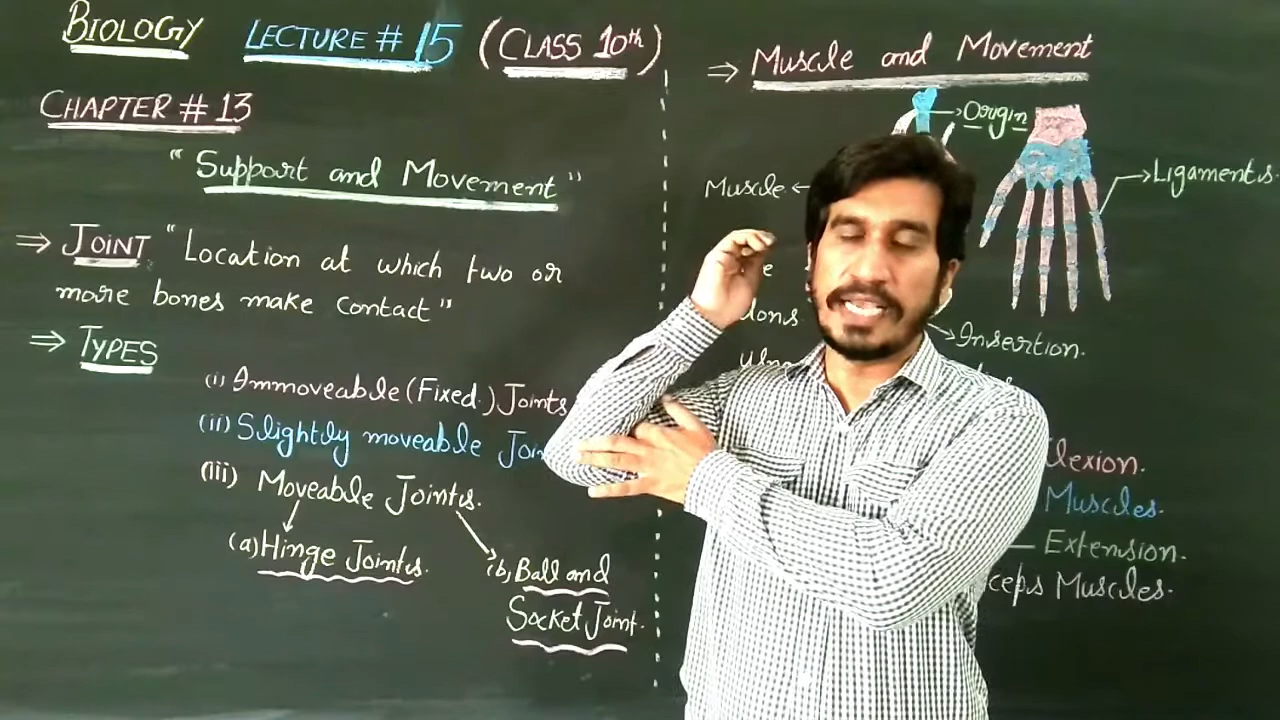 BIOLOGY LECTURE # 15 (CLASS 10th)
CHAPTER # 13
"Support and Movement"
⇒ JOINT "Location at which two or
more bones make contact"
⇒ TYPES
(i) Immoveable (Fixed.) Joints
(ii) Slightly moveable Join
(iii) Moveable Joints.
(a) Hinge Joints.
(b) Ball and
Socket Joint.
⇒ Muscle and Movement
→ Origin
→ Ligaments.
Muscle ←
→ Insertion.
lexion.
Muscles.
— Extension.
ceps Muscles.